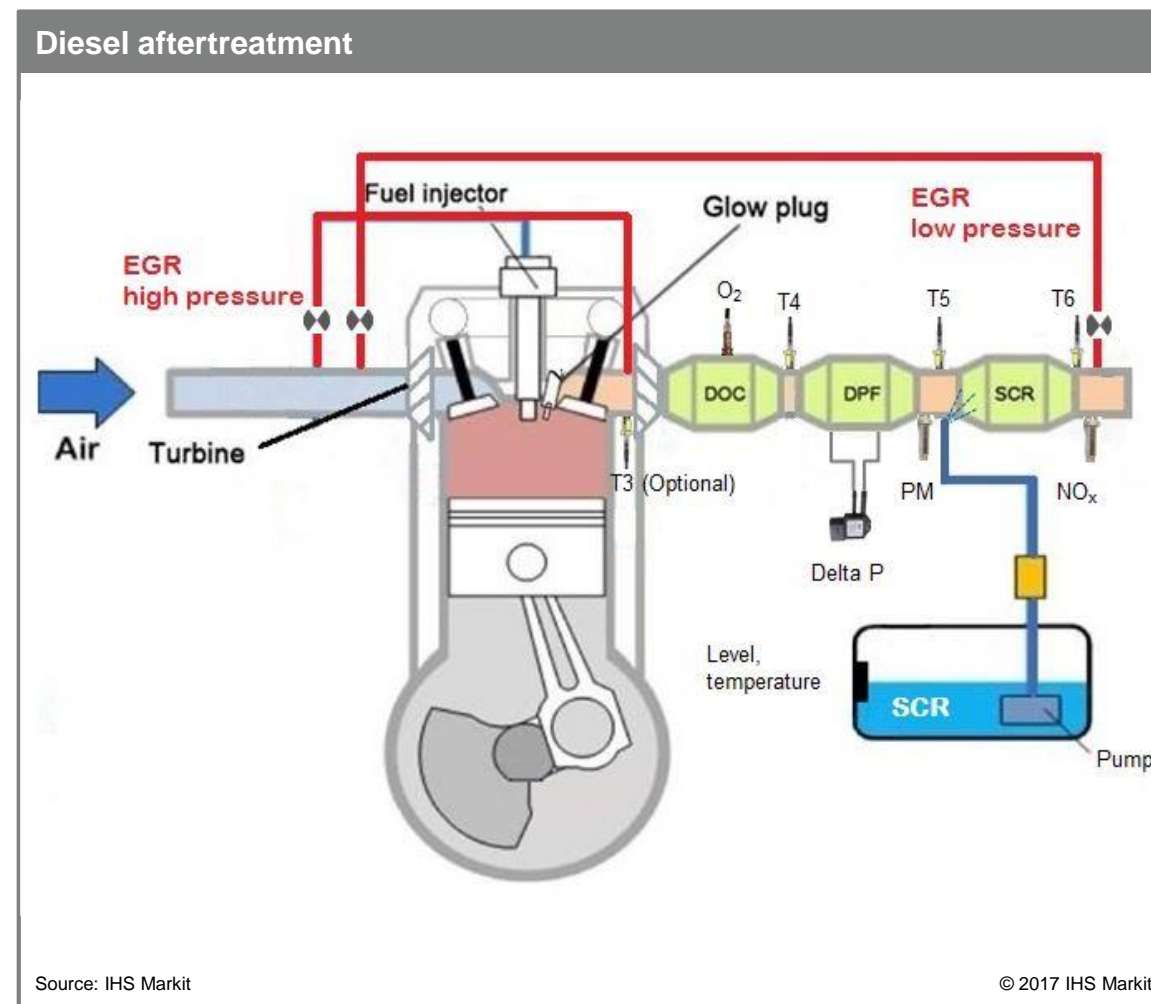 Diesel aftertreatment
Fuel injector
Glow plug
EGR
low pressure
EGR
high pressure
O₂
T4
T5
T6
DOC
DPF
SCR
Air
Turbine
T3 (Optional)
PM
NOₓ
Delta P
Level,
temperature
SCR
Pump
Source: IHS Markit
© 2017 IHS Markit